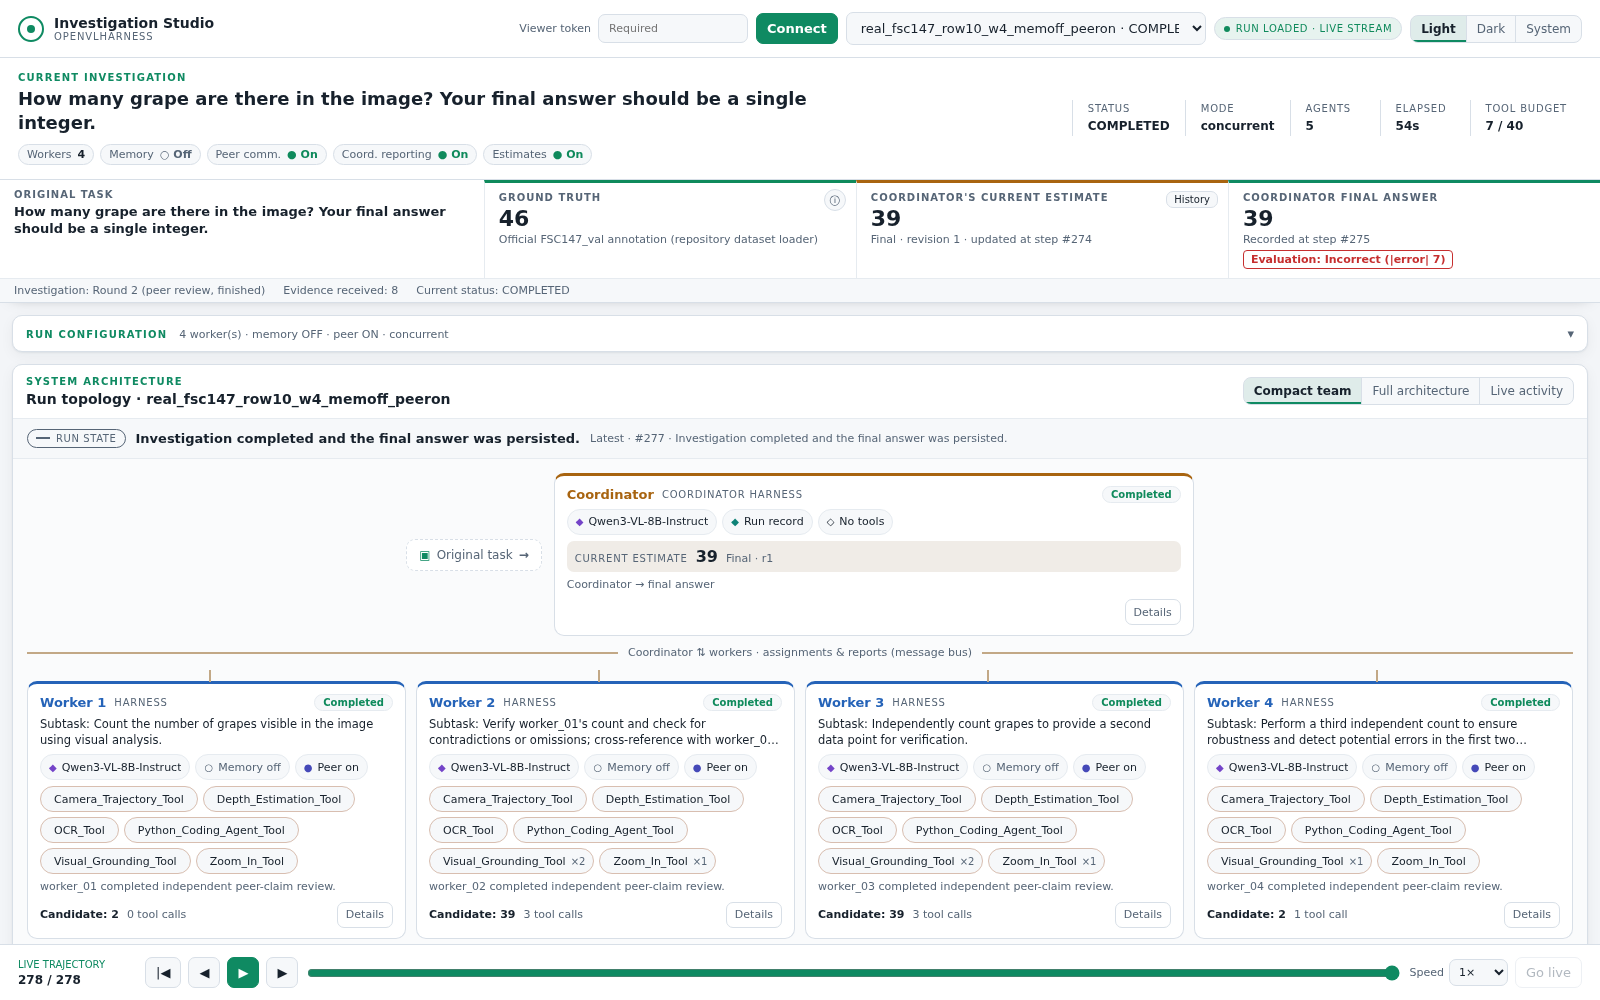 Investigation Studio
OPENVLHARNESS
Viewer token
Required
Connect
real_fsc147_row10_w4_memoff_peeron · COMPLE
RUN LOADED · LIVE STREAM
Light Dark System
CURRENT INVESTIGATION
How many grape are there in the image? Your final answer should be a single
integer.
STATUS MODE AGENTS ELAPSED TOOL BUDGET
COMPLETED concurrent 5 54s 7 / 40
Workers 4 Memory ○ Off Peer comm. ● On Coord. reporting ● On Estimates ● On
ORIGINAL TASK
How many grape are there in the image? Your final answer
should be a single integer.
GROUND TRUTH
46
Official FSC147_val annotation (repository dataset loader)
COORDINATOR'S CURRENT ESTIMATE
History
39
Final · revision 1 · updated at step #274
COORDINATOR FINAL ANSWER
39
Recorded at step #275
Evaluation: Incorrect (|error| 7)
Investigation: Round 2 (peer review, finished) Evidence received: 8 Current status: COMPLETED
RUN CONFIGURATION 4 worker(s) · memory OFF · peer ON · concurrent
SYSTEM ARCHITECTURE
Run topology · real_fsc147_row10_w4_memoff_peeron
Compact team Full architecture Live activity
RUN STATE Investigation completed and the final answer was persisted. Latest · #277 · Investigation completed and the final answer was persisted.
Original task →
Coordinator COORDINATOR HARNESS Completed
Qwen3-VL-8B-Instruct Run record No tools
CURRENT ESTIMATE 39 Final · r1
Coordinator → final answer
Details
Coordinator ⇅ workers · assignments & reports (message bus)
Worker 1 HARNESS Completed
Subtask: Count the number of grapes visible in the image
using visual analysis.
Qwen3-VL-8B-Instruct Memory off Peer on
Camera_Trajectory_Tool Depth_Estimation_Tool
OCR_Tool Python_Coding_Agent_Tool
Visual_Grounding_Tool Zoom_In_Tool
worker_01 completed independent peer-claim review.
Candidate: 2 0 tool calls Details
Worker 2 HARNESS Completed
Subtask: Verify worker_01's count and check for
contradictions or omissions; cross-reference with worker_0...
Qwen3-VL-8B-Instruct Memory off Peer on
Camera_Trajectory_Tool Depth_Estimation_Tool
OCR_Tool Python_Coding_Agent_Tool
Visual_Grounding_Tool ×2 Zoom_In_Tool ×1
worker_02 completed independent peer-claim review.
Candidate: 39 3 tool calls Details
Worker 3 HARNESS Completed
Subtask: Independently count grapes to provide a second
data point for verification.
Qwen3-VL-8B-Instruct Memory off Peer on
Camera_Trajectory_Tool Depth_Estimation_Tool
OCR_Tool Python_Coding_Agent_Tool
Visual_Grounding_Tool ×2 Zoom_In_Tool ×1
worker_03 completed independent peer-claim review.
Candidate: 39 3 tool calls Details
Worker 4 HARNESS Completed
Subtask: Perform a third independent count to ensure
robustness and detect potential errors in the first two...
Qwen3-VL-8B-Instruct Memory off Peer on
Camera_Trajectory_Tool Depth_Estimation_Tool
OCR_Tool Python_Coding_Agent_Tool
Visual_Grounding_Tool ×1 Zoom_In_Tool
worker_04 completed independent peer-claim review.
Candidate: 2 1 tool call Details
LIVE TRAJECTORY
278 / 278
Speed 1× Go live